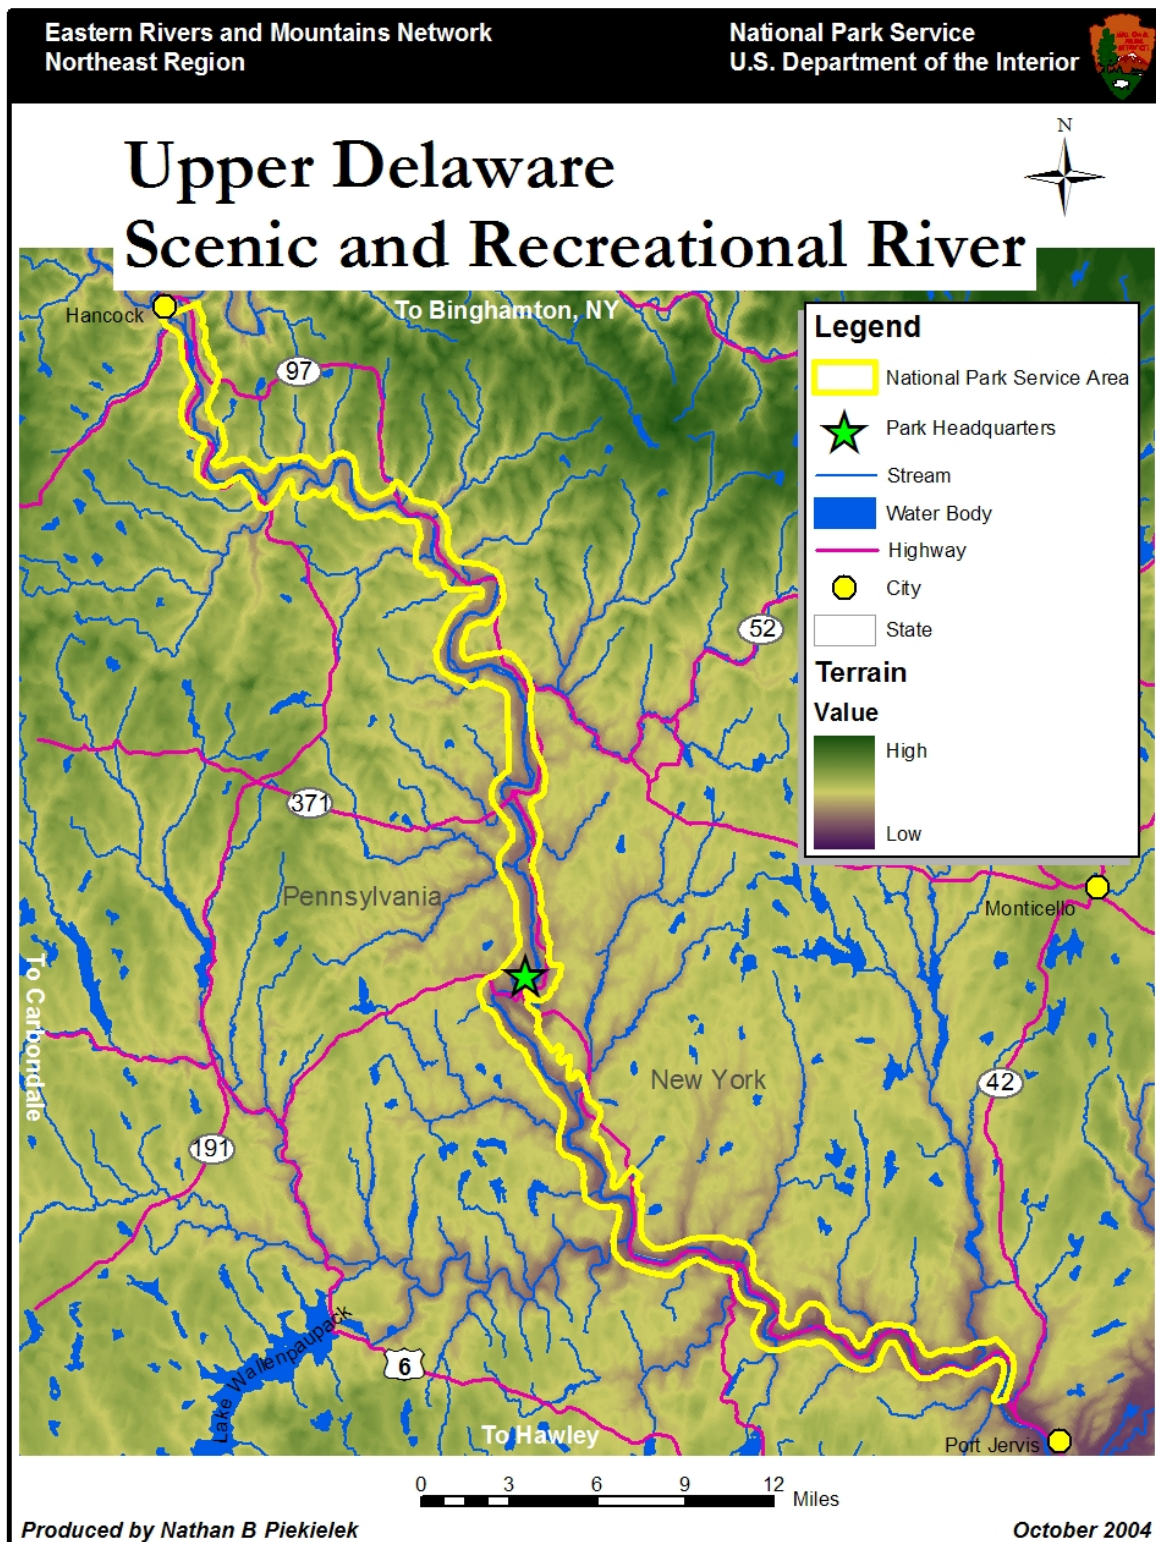 Eastern Rivers and Mountains Network
Northeast Region
National Park Service
U.S. Department of the Interior
N
Upper Delaware
Scenic and Recreational River
Hancock
To Binghamton, NY
97
Legend
National Park Service Area
Park Headquarters
Stream
Water Body
Highway
City
State
Terrain
Value
High
Low
52
371
Pennsylvania
Monticello
To Carbondale
New York
42
191
Lake Wallenpaupack
6
To Hawley
Port Jervis
0 3 6 9 12
Miles
Produced by Nathan B Piekielek
October 2004